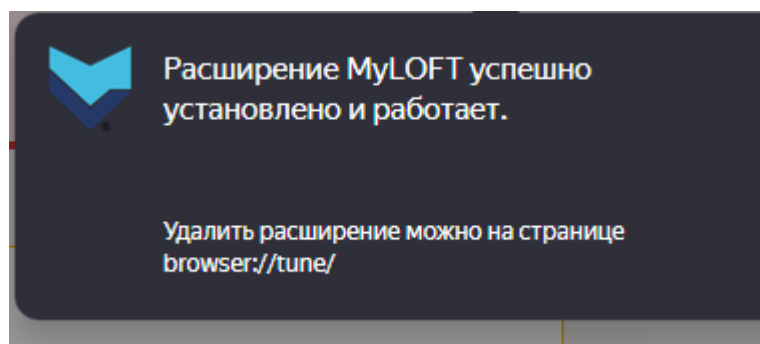 Расширение MyLOFT успешно
установлено и работает.
Удалить расширение можно на странице
browser://tune/